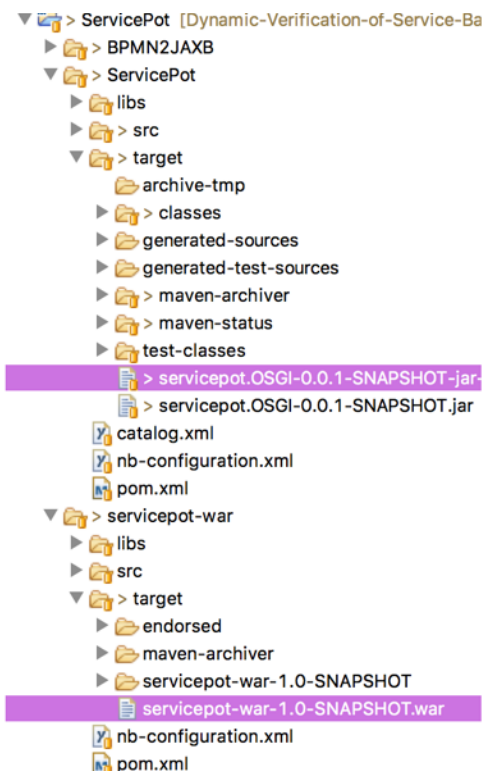 > ServicePot [Dynamic-Verification-of-Service-Ba
> BPMN2JAXB
> ServicePot
libs
> src
> target
archive-tmp
> classes
generated-sources
generated-test-sources
> maven-archiver
> maven-status
test-classes
> servicepot.OSGI-0.0.1-SNAPSHOT-jar-
> servicepot.OSGI-0.0.1-SNAPSHOT.jar
catalog.xml
nb-configuration.xml
pom.xml
> servicepot-war
libs
src
> target
endorsed
maven-archiver
servicepot-war-1.0-SNAPSHOT
servicepot-war-1.0-SNAPSHOT.war
nb-configuration.xml
pom.xml